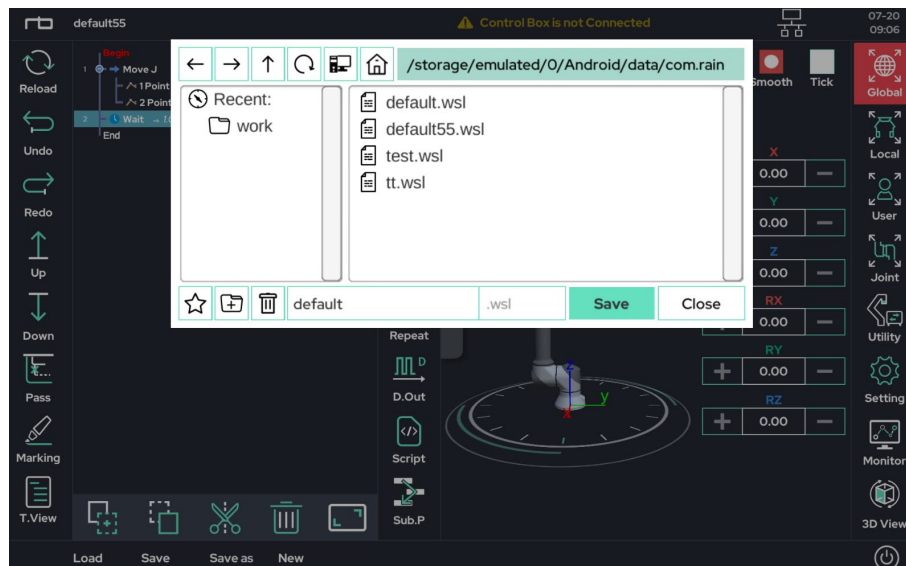 default55
Control Box is not Connected
07-20
09:06
Reload
Undo
Redo
Up
Down
Pass
Marking
T.View
Begin
1 Move J
1 Point
2 Point
2 Wait
End
/storage/emulated/0/Android/data/com.rain
Recent:
work
default.wsl
default55.wsl
test.wsl
tt.wsl
default
.wsl
Save
Close
Repeat
D
D.Out
Script
Sub.P
z
y
x
Smooth
Tick
X
0.00
Y
0.00
Z
0.00
RX
0.00
RY
0.00
RZ
0.00
Global
Local
User
Joint
Utility
Setting
Monitor
3D View
Load
Save
Save as
New